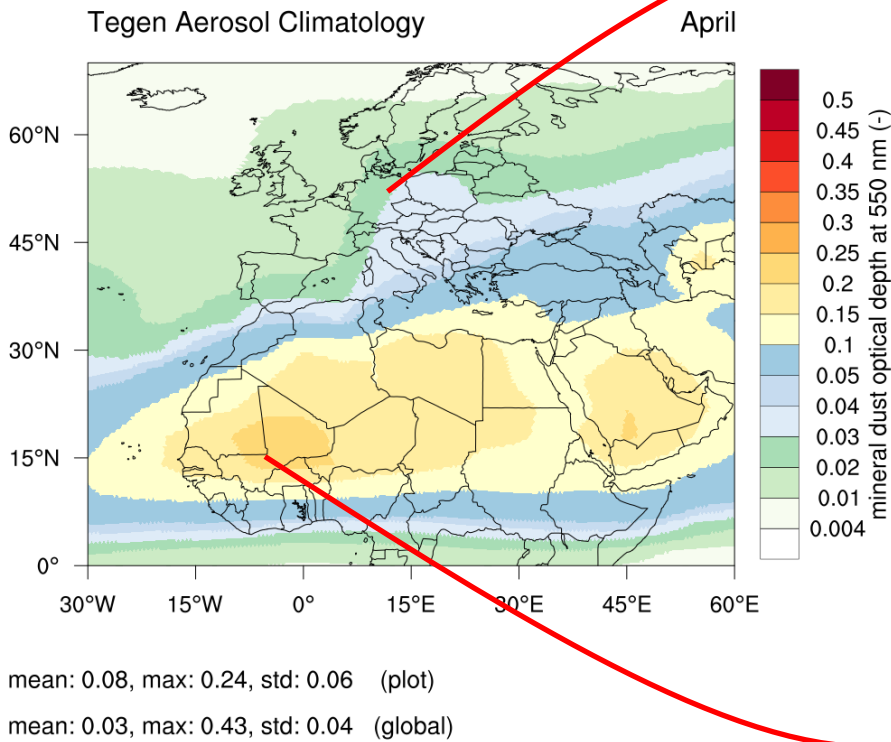 Tegen Aerosol Climatology April
60°N
45°N
30°N
15°N
0°
30°W 15°W 0° 15°E 30°E 45°E 60°E
0.5
0.45
0.4
0.35
0.3
0.25
0.2
0.15
0.1
0.05
0.04
0.03
0.02
0.01
0.004
mineral dust optical depth at 550 nm (-)
mean: 0.08, max: 0.24, std: 0.06 (plot)
mean: 0.03, max: 0.43, std: 0.04 (global)